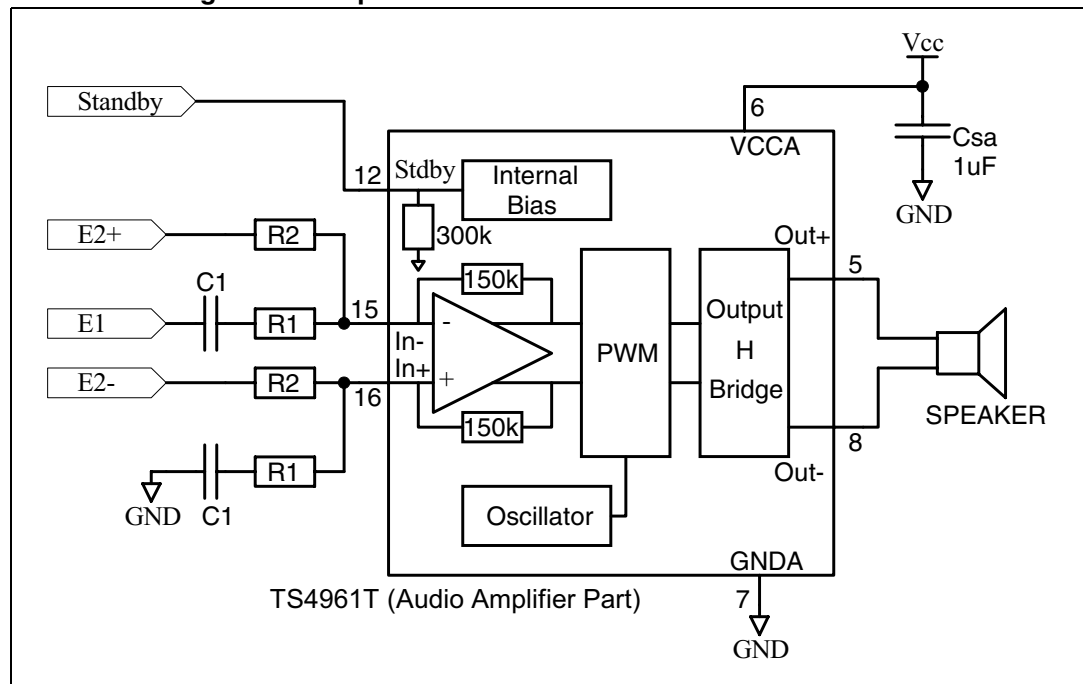 Vcc
Standby
6
VCCA
Csa
1uF
GND
12
Stdby
Internal
Bias
300k
E2+
R2
Out+
5
150k
C1
E1
R1
15
In-
-
PWM
Output
H
Bridge
In+
+
E2-
R2
16
150k
SPEAKER
8
Out-
R1
GND
C1
Oscillator
GNDA
TS4961T (Audio Amplifier Part)
7
GND